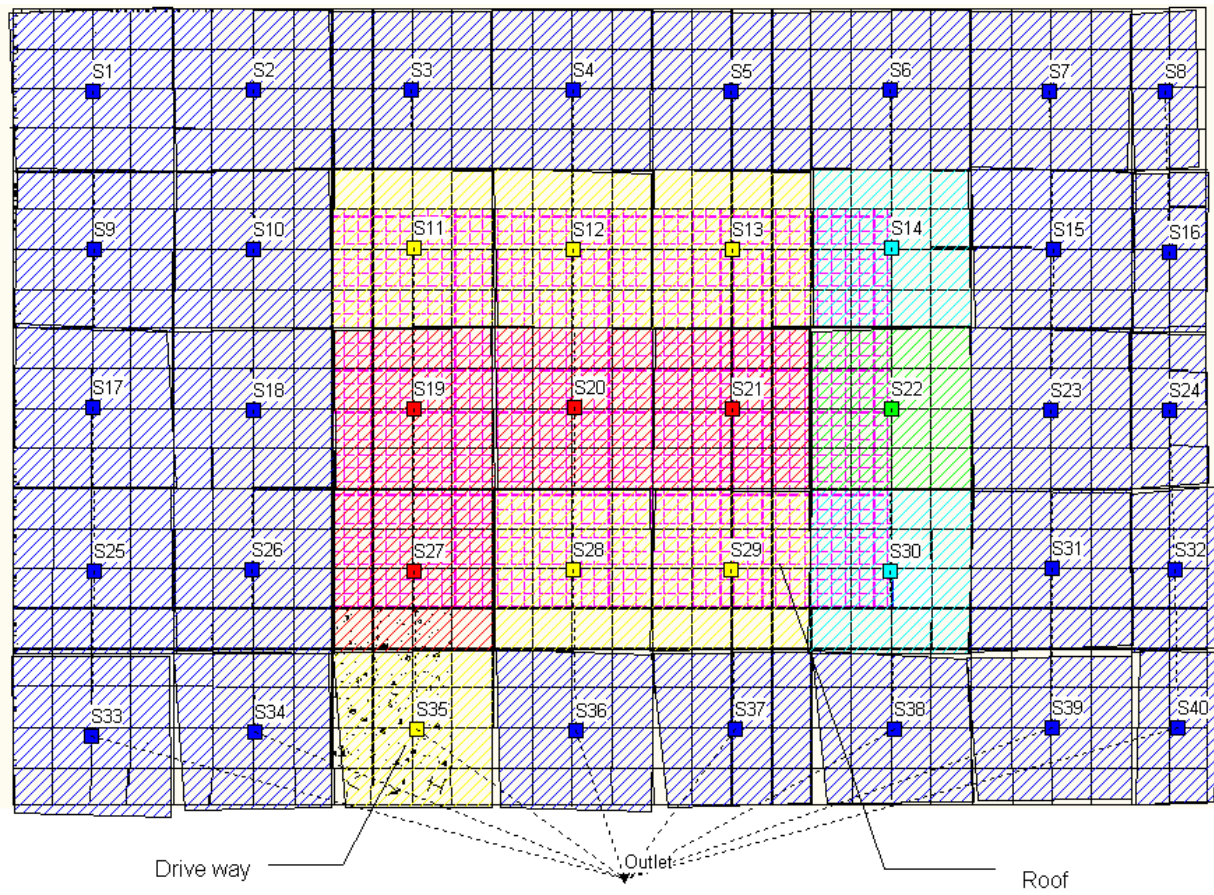 S1 S2 S3 S4 S5 S6 S7 S8
S9 S10 S11 S12 S13 S14 S15 S16
S17 S18 S19 S20 S21 S22 S23 S24
S25 S26 S27 S28 S29 S30 S31 S32
S33 S34 S35 S36 S37 S38 S39 S40
Outlet
Drive way
Roof